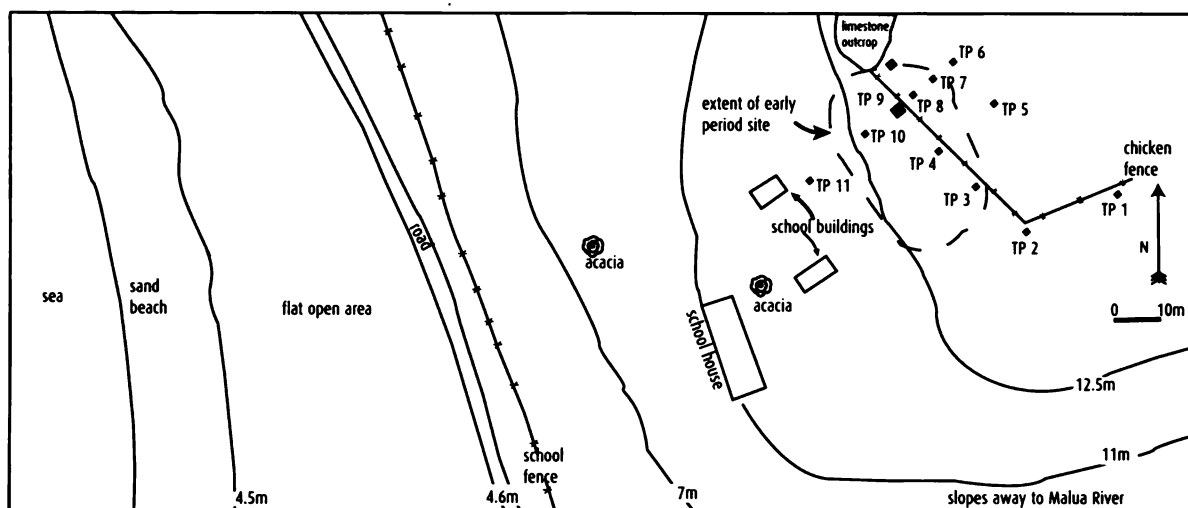 limestone
outcrop
TP 6
TP 7
TP 9
TP 8
TP 5
extent of early
period site
TP 10
TP 4
chicken
fence
TP 11
TP 3
TP 1
school buildings
TP 2
road
N
acacia
sea
sand
beach
flat open area
acacia
0 10m
school house
12.5m
school
fence
11m
4.5m
4.6m
7m
slopes away to Malua River